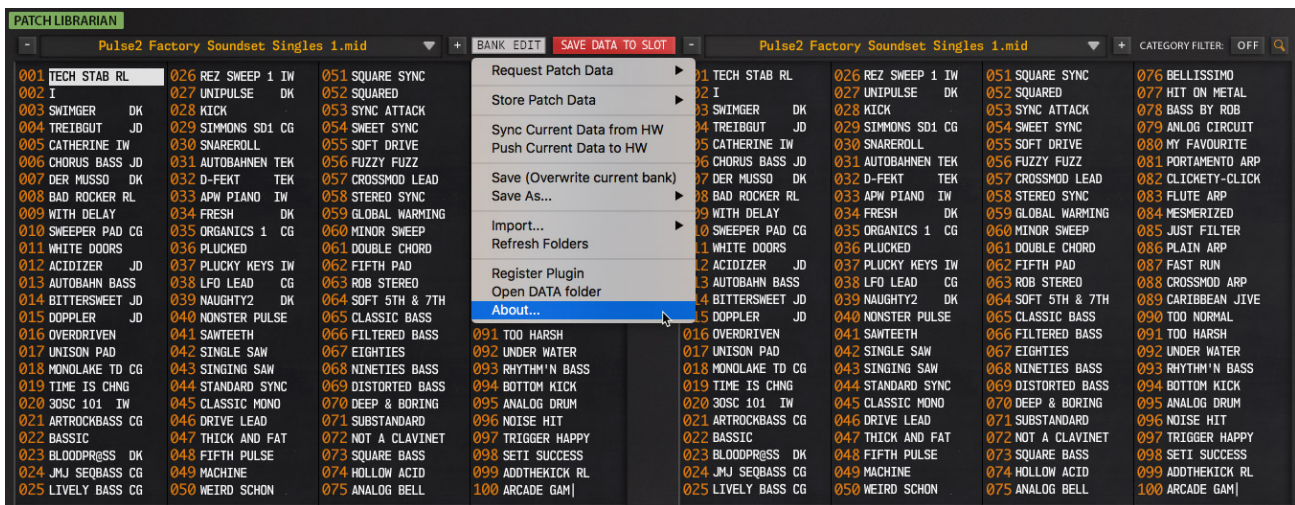 PATCH LIBRARIAN
- Pulse2 Factory Soundset Singles 1.mid + BANK EDIT SAVE DATA TO SLOT - Pulse2 Factory Soundset Singles 1.mid + CATEGORY FILTER: OFF
001 TECH STAB RL
002 I
003 SWIMGER DK
004 TREIBGUT JD
005 CATHERINE IW
006 CHORUS BASS JD
007 DER MUSSO DK
008 BAD ROCKER RL
009 WITH DELAY
010 SWEEPER PAD CG
011 WHITE DOORS
012 ACIDIZER JD
013 AUTOBAHN BASS
014 BITTERSWEET JD
015 DOPPLER JD
016 OVERDRIVEN
017 UNISON PAD
018 MONOLAKE TD CG
019 TIME IS CHNG
020 3OSC 101 IW
021 ARTROCKBASS CG
022 BASSIC
023 BLOODPR@SS DK
024 JMJ SEQBASS CG
025 LIVELY BASS CG
026 REZ SWEEP 1 IW
027 UNIPULSE DK
028 KICK
029 SIMMONS SD1 CG
030 SNAREROLL
031 AUTOBAHNEN TEK
032 D-FEKT TEK
033 APW PIANO IW
034 FRESH DK
035 ORGANICS 1 CG
036 PLUCKED
037 PLUCKY KEYS IW
038 LFO LEAD CG
039 NAUGHTY2 DK
040 NONSTER PULSE
041 SAWTEETH
042 SINGLE SAW
043 SINGING SAW
044 STANDARD SYNC
045 CLASSIC MONO
046 DRIVE LEAD
047 THICK AND FAT
048 FIFTH PULSE
049 MACHINE
050 WEIRD SCHON
051 SQUARE SYNC
052 SQUARED
053 SYNC ATTACK
054 SWEET SYNC
055 SOFT DRIVE
056 FUZZY FUZZ
057 CROSSMOD LEAD
058 STEREO SYNC
059 GLOBAL WARMING
060 MINOR SWEEP
061 DOUBLE CHORD
062 FIFTH PAD
063 ROB STEREO
064 SOFT 5TH & 7TH
065 CLASSIC BASS
066 FILTERED BASS
067 EIGHTIES
068 NINETIES BASS
069 DISTORTED BASS
070 DEEP & BORING
071 SUBSTANDARD
072 NOT A CLAVINET
073 SQUARE BASS
074 HOLLOW ACID
075 ANALOG BELL
Request Patch Data
Store Patch Data
Sync Current Data from HW
Push Current Data to HW
Save (Overwrite current bank)
Save As...
Import...
Refresh Folders
Register Plugin
Open DATA folder
About...
091 TOO HARSH
092 UNDER WATER
093 RHYTHM'N BASS
094 BOTTOM KICK
095 ANALOG DRUM
096 NOISE HIT
097 TRIGGER HAPPY
098 SETI SUCCESS
099 ADDTHEKICK RL
100 ARCADE GAM|
01 TECH STAB RL
02 I
03 SWIMGER DK
04 TREIBGUT JD
05 CATHERINE IW
06 CHORUS BASS JD
07 DER MUSSO DK
08 BAD ROCKER RL
09 WITH DELAY
10 SWEEPER PAD CG
11 WHITE DOORS
12 ACIDIZER JD
13 AUTOBAHN BASS
14 BITTERSWEET JD
15 DOPPLER JD
016 OVERDRIVEN
017 UNISON PAD
018 MONOLAKE TD CG
019 TIME IS CHNG
020 3OSC 101 IW
021 ARTROCKBASS CG
022 BASSIC
023 BLOODPR@SS DK
024 JMJ SEQBASS CG
025 LIVELY BASS CG
026 REZ SWEEP 1 IW
027 UNIPULSE DK
028 KICK
029 SIMMONS SD1 CG
030 SNAREROLL
031 AUTOBAHNEN TEK
032 D-FEKT TEK
033 APW PIANO IW
034 FRESH DK
035 ORGANICS 1 CG
036 PLUCKED
037 PLUCKY KEYS IW
038 LFO LEAD CG
039 NAUGHTY2 DK
040 NONSTER PULSE
041 SAWTEETH
042 SINGLE SAW
043 SINGING SAW
044 STANDARD SYNC
045 CLASSIC MONO
046 DRIVE LEAD
047 THICK AND FAT
048 FIFTH PULSE
049 MACHINE
050 WEIRD SCHON
051 SQUARE SYNC
052 SQUARED
053 SYNC ATTACK
054 SWEET SYNC
055 SOFT DRIVE
056 FUZZY FUZZ
057 CROSSMOD LEAD
058 STEREO SYNC
059 GLOBAL WARMING
060 MINOR SWEEP
061 DOUBLE CHORD
062 FIFTH PAD
063 ROB STEREO
064 SOFT 5TH & 7TH
065 CLASSIC BASS
066 FILTERED BASS
067 EIGHTIES
068 NINETIES BASS
069 DISTORTED BASS
070 DEEP & BORING
071 SUBSTANDARD
072 NOT A CLAVINET
073 SQUARE BASS
074 HOLLOW ACID
075 ANALOG BELL
076 BELLISSIMO
077 HIT ON METAL
078 BASS BY ROB
079 ANLOG CIRCUIT
080 MY FAVOURITE
081 PORTAMENTO ARP
082 CLICKETY-CLICK
083 FLUTE ARP
084 MESMERIZED
085 JUST FILTER
086 PLAIN ARP
087 FAST RUN
088 CROSSMOD ARP
089 CARIBBEAN JIVE
090 TOO NORMAL
091 TOO HARSH
092 UNDER WATER
093 RHYTHM'N BASS
094 BOTTOM KICK
095 ANALOG DRUM
096 NOISE HIT
097 TRIGGER HAPPY
098 SETI SUCCESS
099 ADDTHEKICK RL
100 ARCADE GAM|